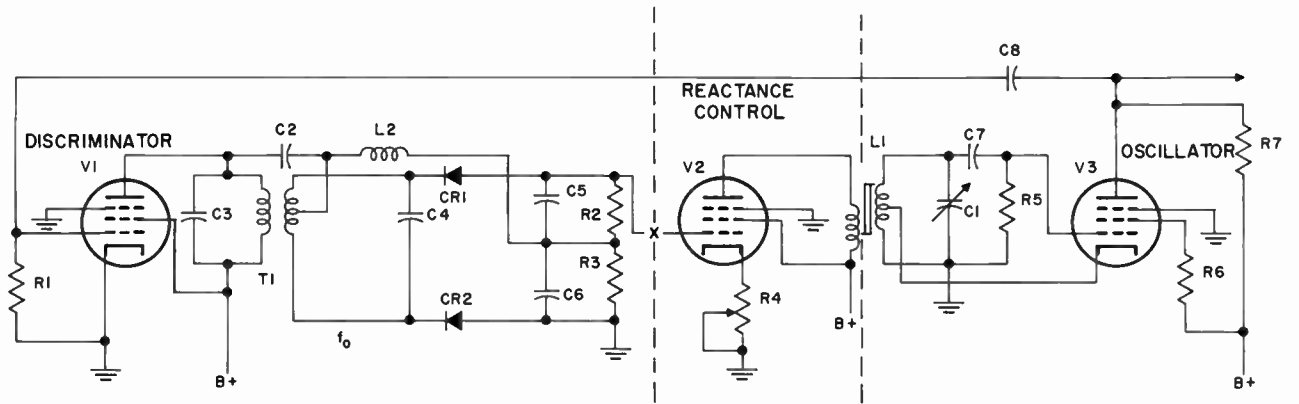 C8
REACTANCE
CONTROL
DISCRIMINATOR
V1
C2
L2
V2
L1
C7
V3
OSCILLATOR
R7
C3
CR1
C4
C5
R2
X
C1
R5
R1
T1
R3
C6
CR2
R4
R6
f₀
B+
B+
B+